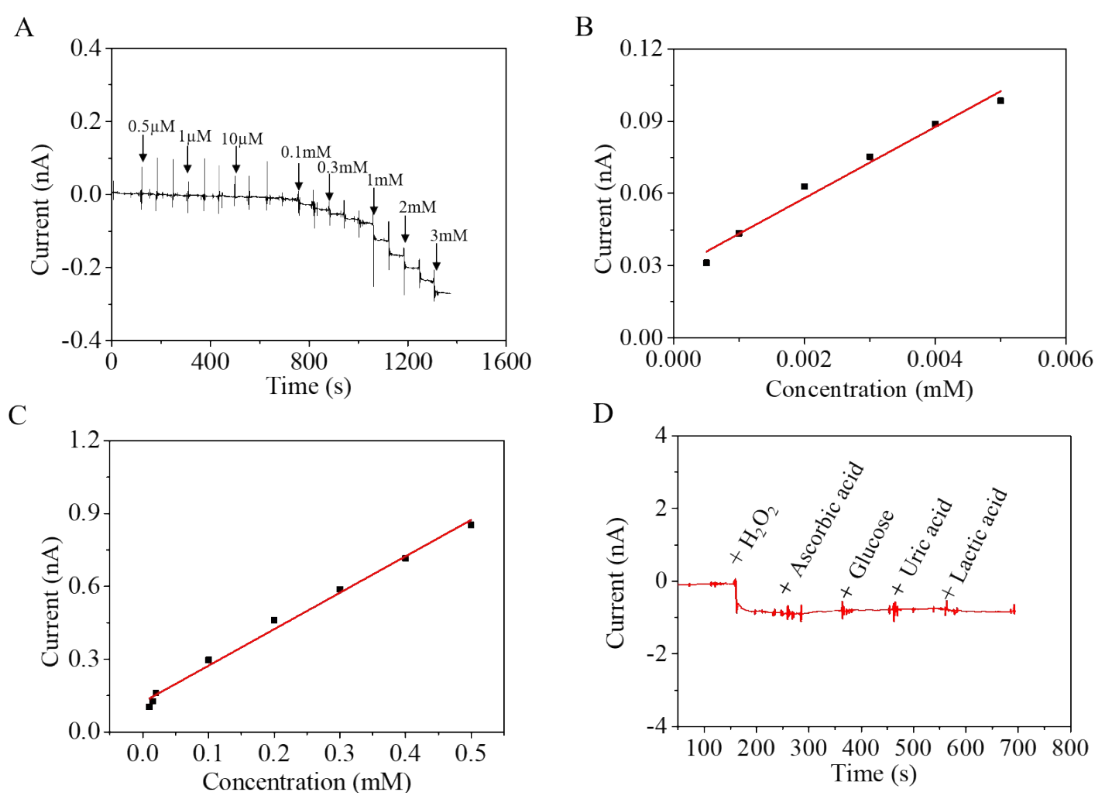 A
Current (nA)
0.4
0.2
0.0
-0.2
-0.4
0.5μM
1μM
10μM
0.1mM
0.3mM
1mM
2mM
3mM
0 400 800 1200 1600
Time (s)
B
Current (nA)
0.12
0.09
0.06
0.03
0.00
0.000 0.002 0.004 0.006
Concentration (mM)
C
Current (nA)
1.2
0.9
0.6
0.3
0.0
0.0 0.1 0.2 0.3 0.4 0.5
Concentration (mM)
D
Current (nA)
4
2
0
-2
-4
+ H₂O₂
+ Ascorbic acid
+ Glucose
+ Uric acid
+ Lactic acid
100 200 300 400 500 600 700 800
Time (s)